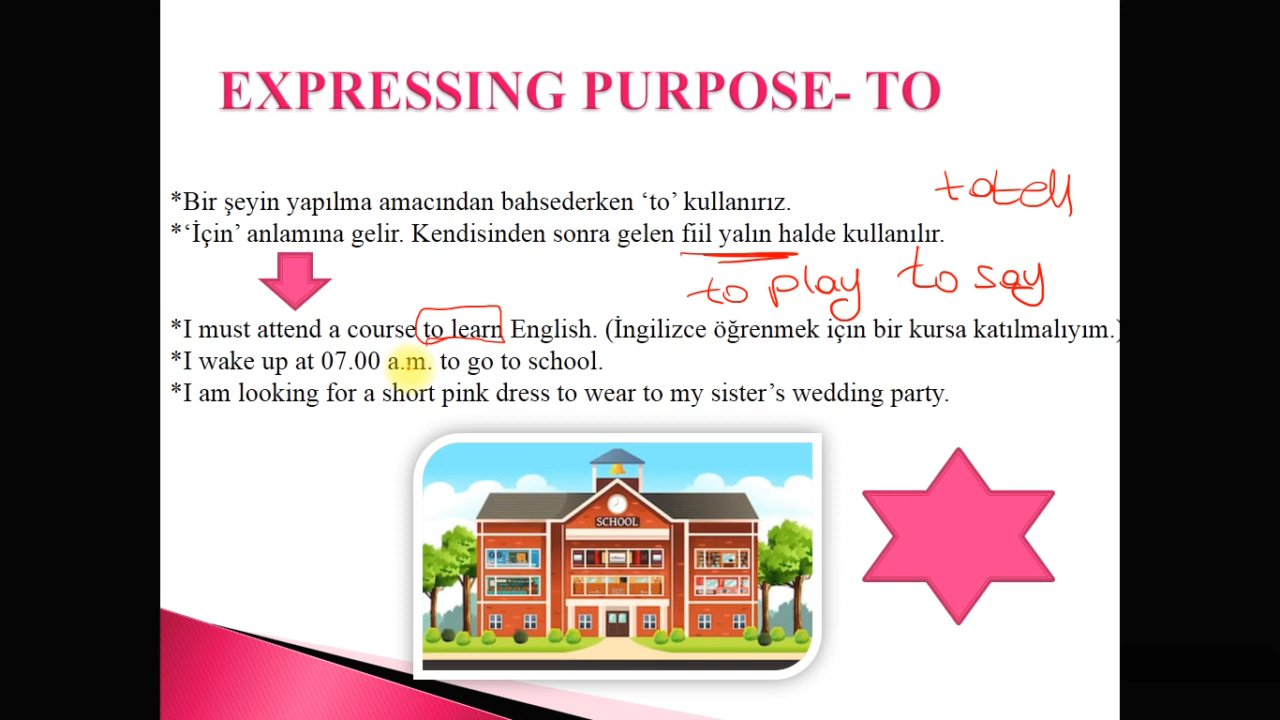 EXPRESSING PURPOSE- TO
to tell
*Bir şeyin yapılma amacından bahsederken ‘to’ kullanırız.
*‘İçin’ anlamına gelir. Kendisinden sonra gelen fiil yalın halde kullanılır.
to play to say
*I must attend a course to learn English. (İngilizce öğrenmek için bir kursa katılmalıyım.)
*I wake up at 07.00 a.m. to go to school.
*I am looking for a short pink dress to wear to my sister’s wedding party.
SCHOOL